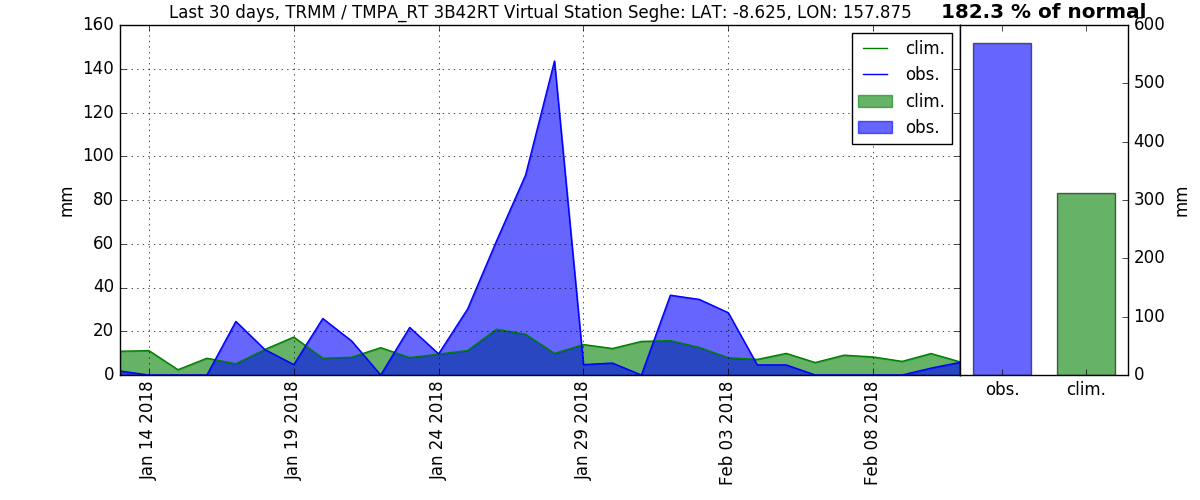 Last 30 days, TRMM / TMPA_RT 3B42RT Virtual Station Seghe: LAT: -8.625, LON: 157.875
182.3 % of normal
160
140
120
100
80
60
40
20
0
mm
clim.
obs.
clim.
obs.
Jan 14 2018
Jan 19 2018
Jan 24 2018
Jan 29 2018
Feb 03 2018
Feb 08 2018
600
500
400
300
200
100
0
mm
obs.
clim.